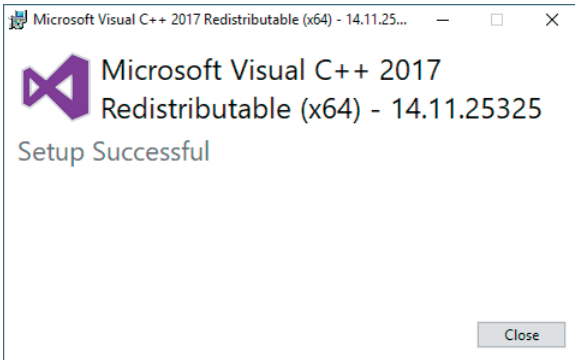 Microsoft Visual C++ 2017 Redistributable (x64) - 14.11.25...
Microsoft Visual C++ 2017
Redistributable (x64) - 14.11.25325
Setup Successful
Close